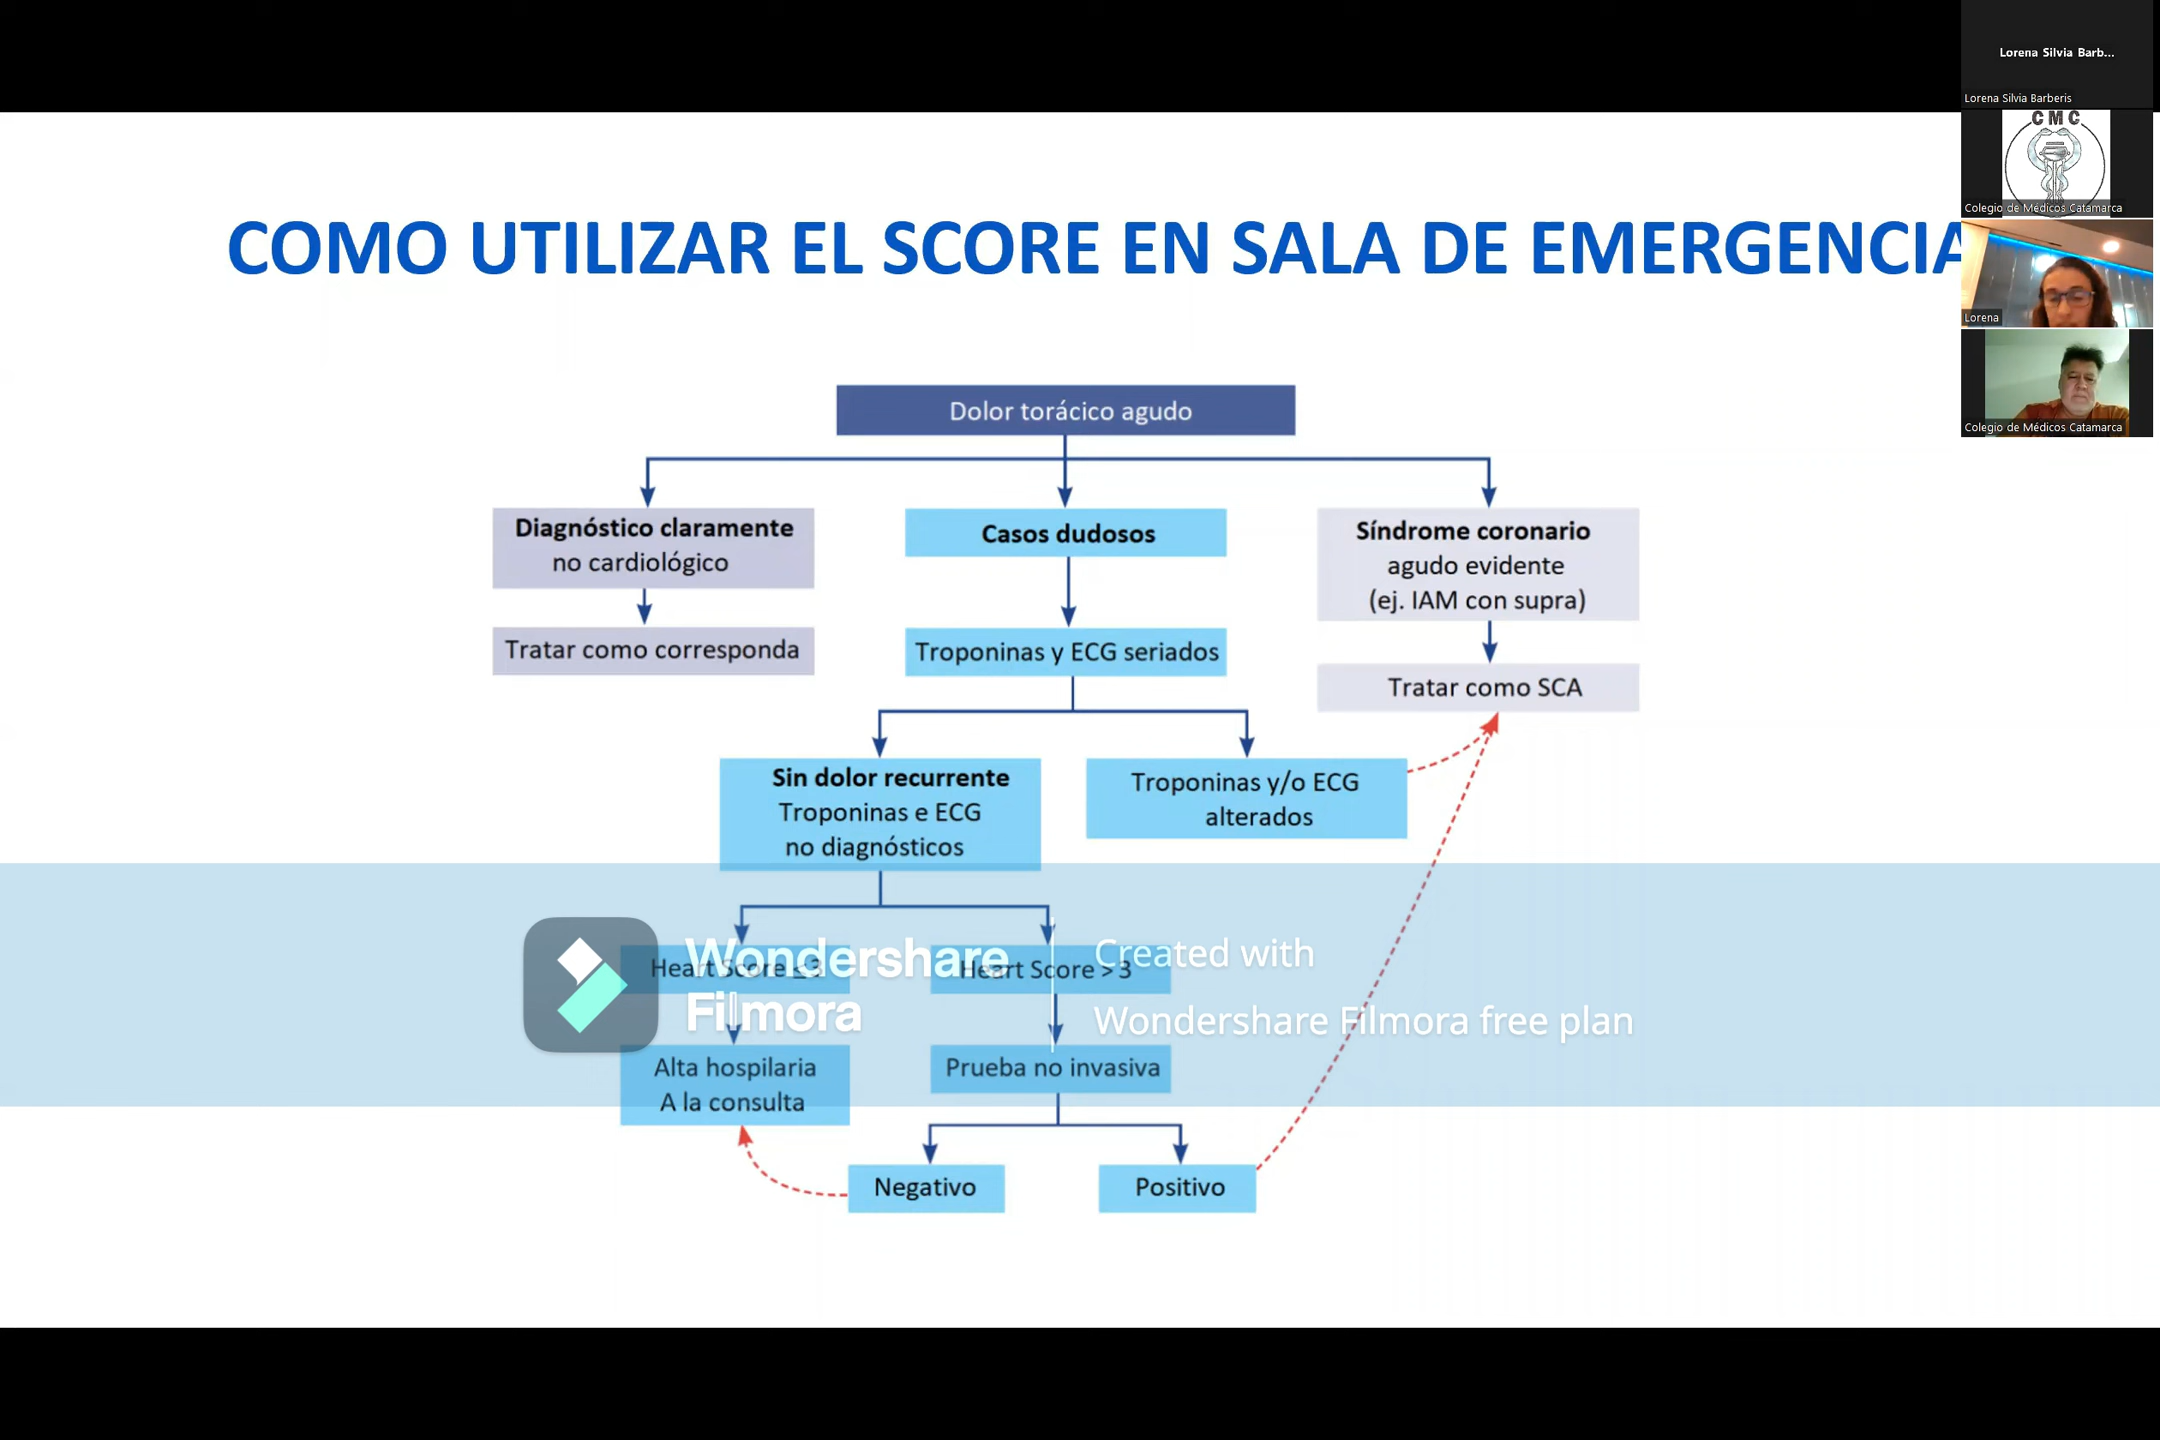 Lorena Silvia Barb...
Lorena Silvia Barberis
CMC
Colegio de Médicos Catamarca
Lorena
Colegio de Médicos Catamarca
COMO UTILIZAR EL SCORE EN SALA DE EMERGENCIA
Dolor torácico agudo
Diagnóstico claramente
no cardiológico
Tratar como corresponda
Casos dudosos
Troponinas y ECG seriados
Síndrome coronario
agudo evidente
(ej. IAM con supra)
Tratar como SCA
Sin dolor recurrente
Troponinas e ECG
no diagnósticos
Troponinas y/o ECG
alterados
Heart Score ≤3
Heart Score > 3
Alta hospilaria
A la consulta
Prueba no invasiva
Negativo
Positivo
Wondershare
Filmora
Created with
Wondershare Filmora free plan